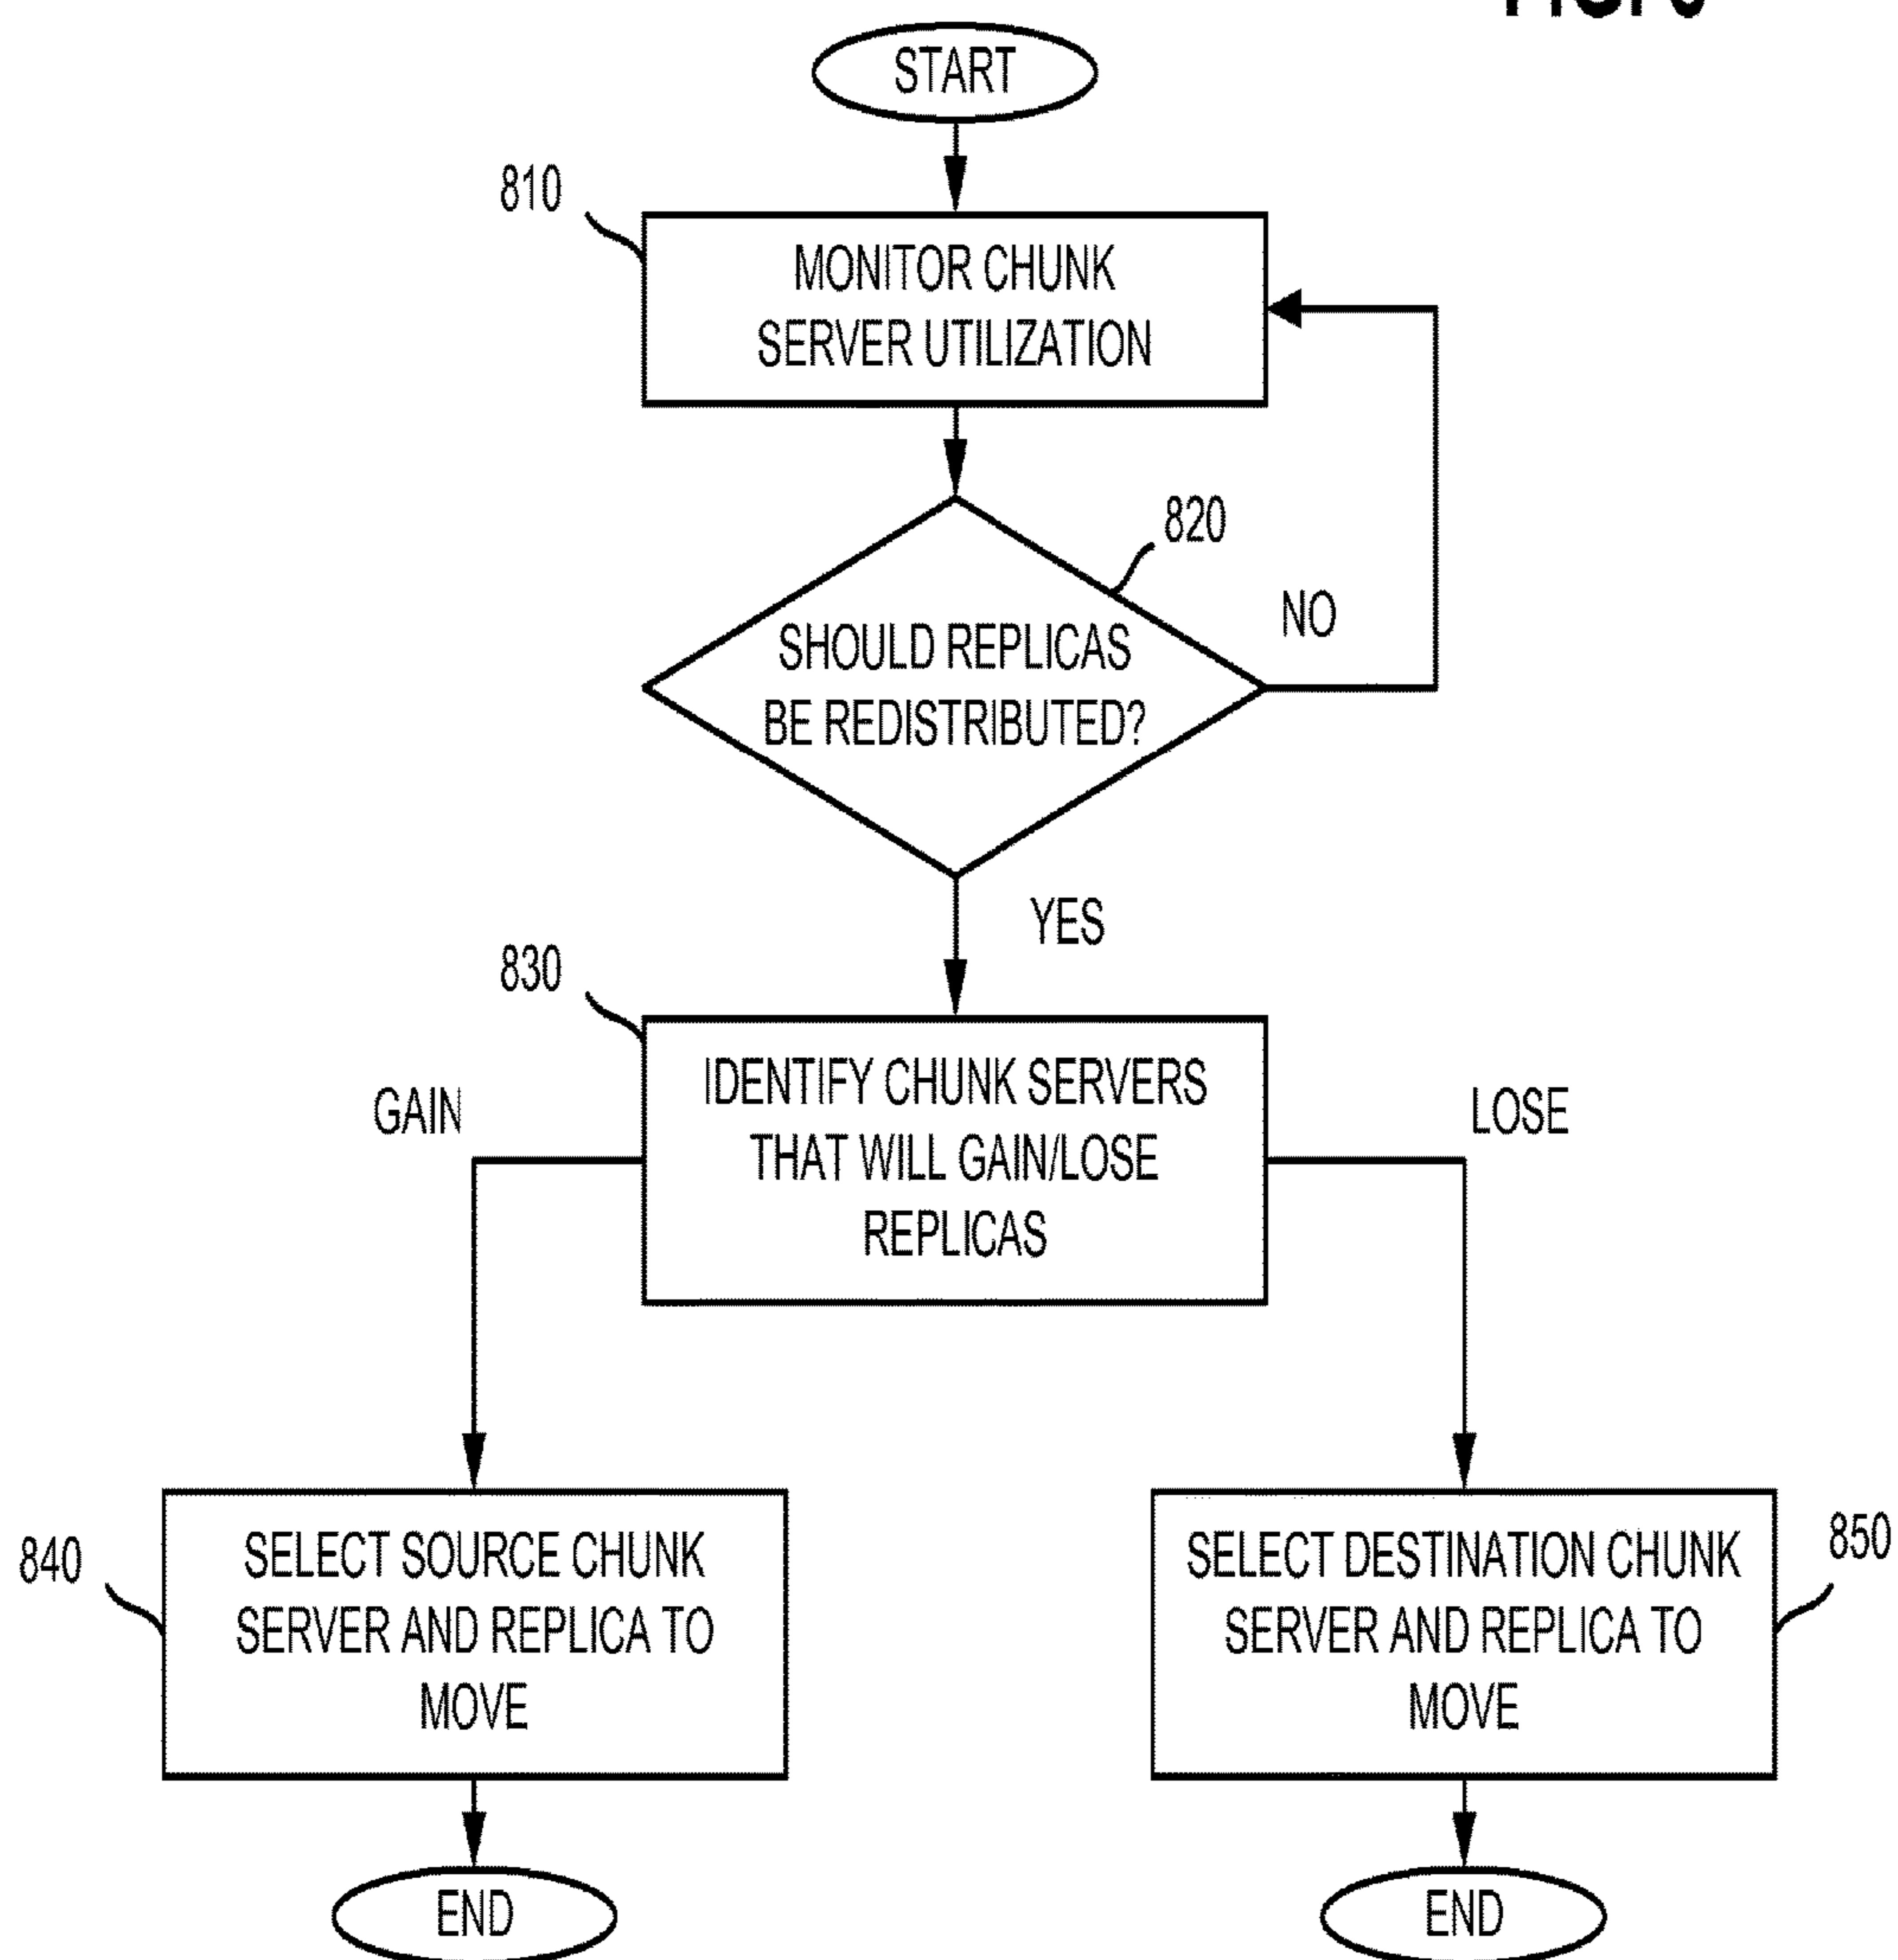 START
810
MONITOR CHUNK
SERVER UTILIZATION
820
NO
SHOULD REPLICAS
BE REDISTRIBUTED?
YES
830
IDENTIFY CHUNK SERVERS
THAT WILL GAIN/LOSE
REPLICAS
GAIN
LOSE
840
SELECT SOURCE CHUNK
SERVER AND REPLICA TO
MOVE
SELECT DESTINATION CHUNK
SERVER AND REPLICA TO
MOVE
850
END
END